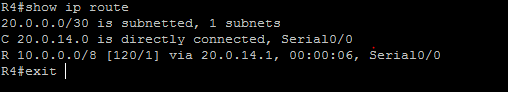 R4#show ip route
20.0.0.0/30 is subnetted, 1 subnets
C 20.0.14.0 is directly connected, Serial0/0
R 10.0.0.0/8 [120/1] via 20.0.14.1, 00:00:06, Serial0/0
R4#exit